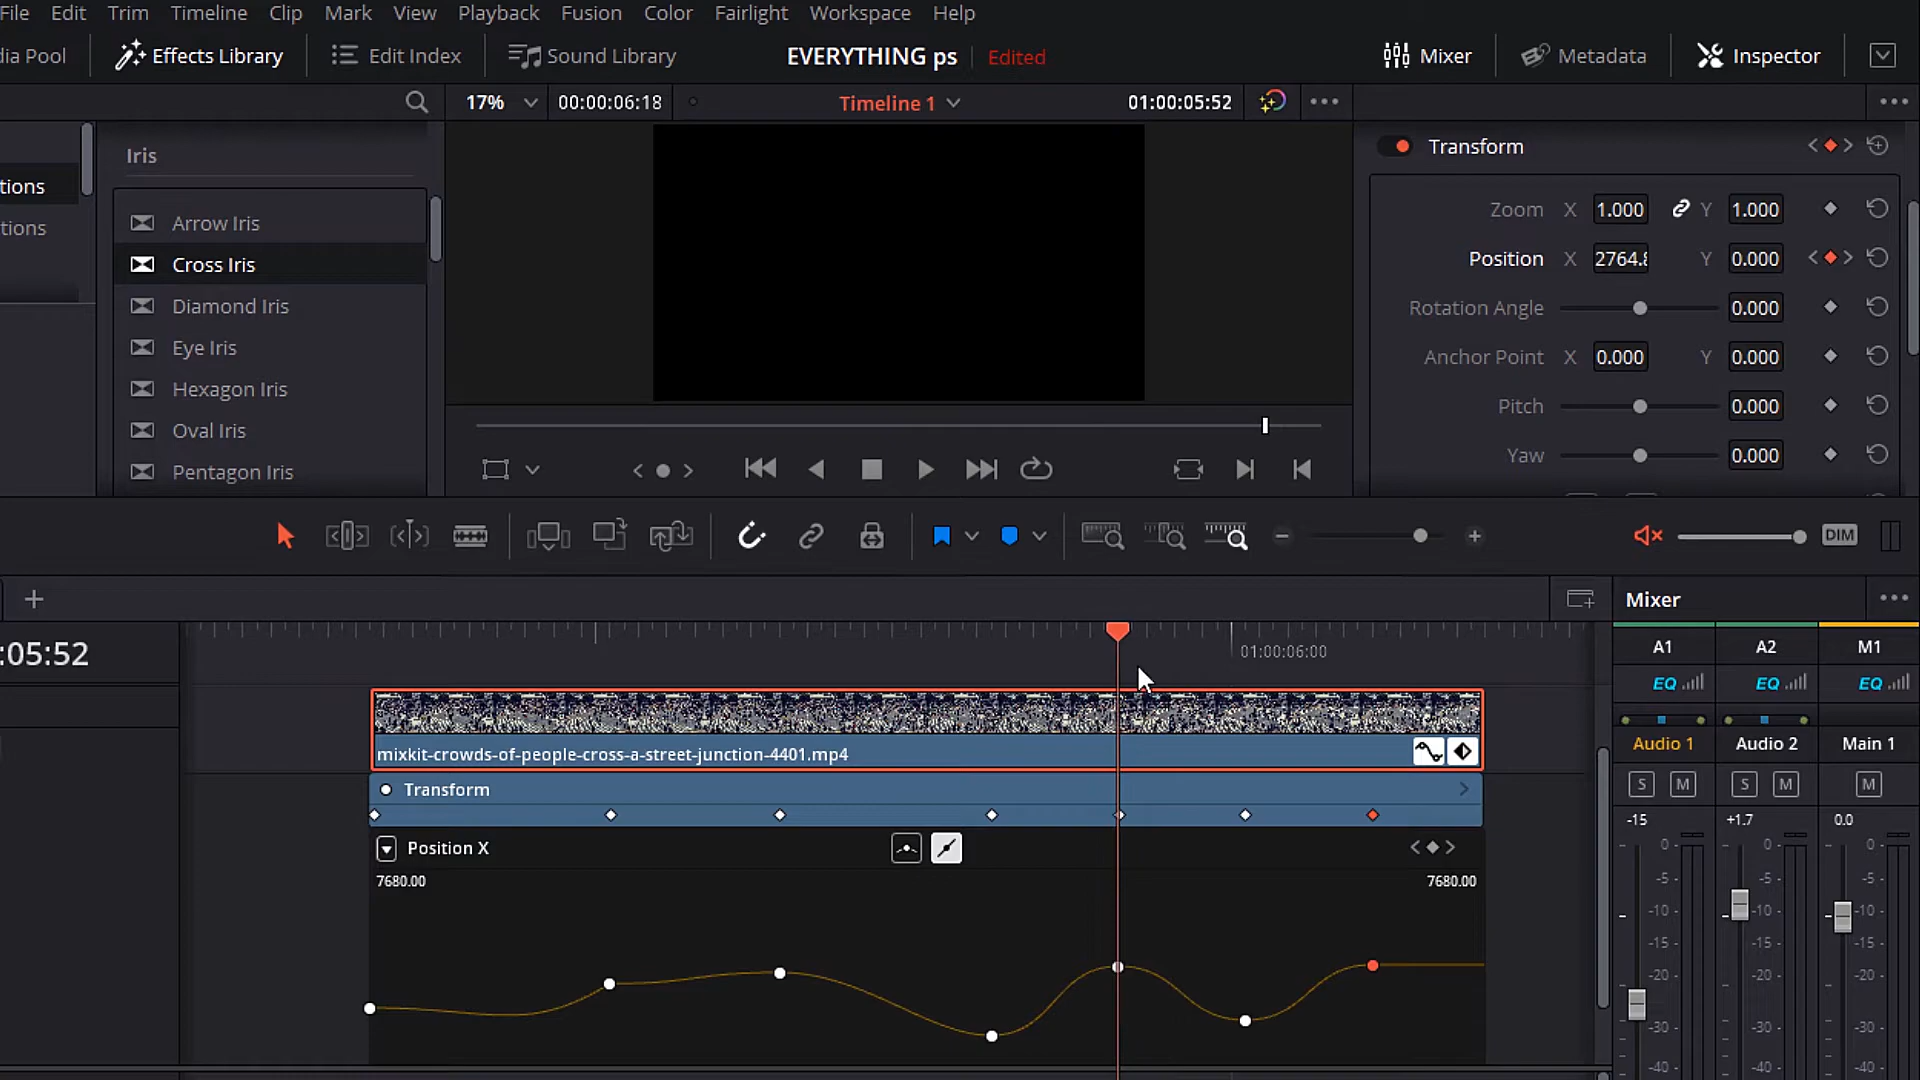 File Edit Trim Timeline Clip Mark View Playback Fusion Color Fairlight Workspace Help
dia Pool Effects Library Edit Index Sound Library EVERYTHING ps Edited Mixer Metadata Inspector
17% 00:00:06:18 Timeline 1 01:00:05:52
Iris
tions
tions
Arrow Iris
Cross Iris
Diamond Iris
Eye Iris
Hexagon Iris
Oval Iris
Pentagon Iris
Transform
Zoom X 1.000 Y 1.000
Position X 2764.8 Y 0.000
Rotation Angle 0.000
Anchor Point X 0.000 Y 0.000
Pitch 0.000
Yaw 0.000
DIM
:05:52
01:00:06:00
mixkit-crowds-of-people-cross-a-street-junction-4401.mp4
Transform
Position X
7680.00 7680.00
Mixer
A1 A2 M1
EQ EQ EQ
Audio 1 Audio 2 Main 1
S M S M M
-15 +1.7 0.0
0- 0- 0-
-5- -5- -5-
-10- -10- -10-
-15- -15- -15-
-20- -20- -20-
-30- -30- -30-
-40- -40- -40-